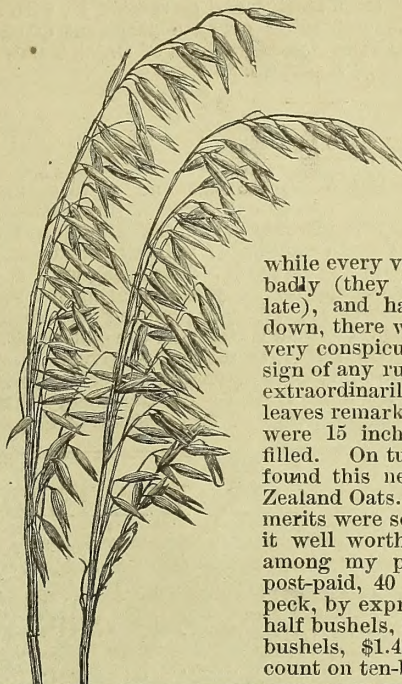 while every v
badly (they
late), and ha
down, there w
very conspicu
sign of any ru
extraordinaril
leaves remark
were 15 inch
filled. On tu
found this ne
Zealand Oats.
merits were so
it well worth
among my p
post-paid, 40
peck, by expr
half bushels,
bushels, $1.4
count on ten-b